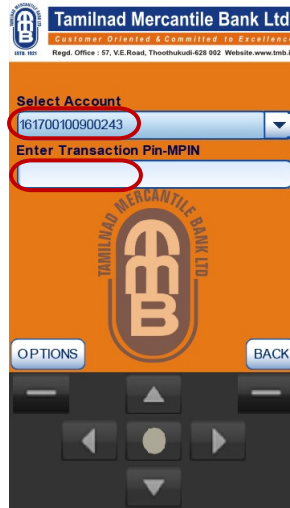 Tamilnad Mercantile Bank Ltd
Customer Oriented & Committed to Excellence
ESTD. 1921
Regd. Office : 57, V.E.Road, Thoothukudi-628 002 Website.www.tmb.i
Select Account
161700100900243
Enter Transaction Pin-MPIN
TAMILNAD MERCANTILE BANK LTD
TMB
OPTIONS
BACK